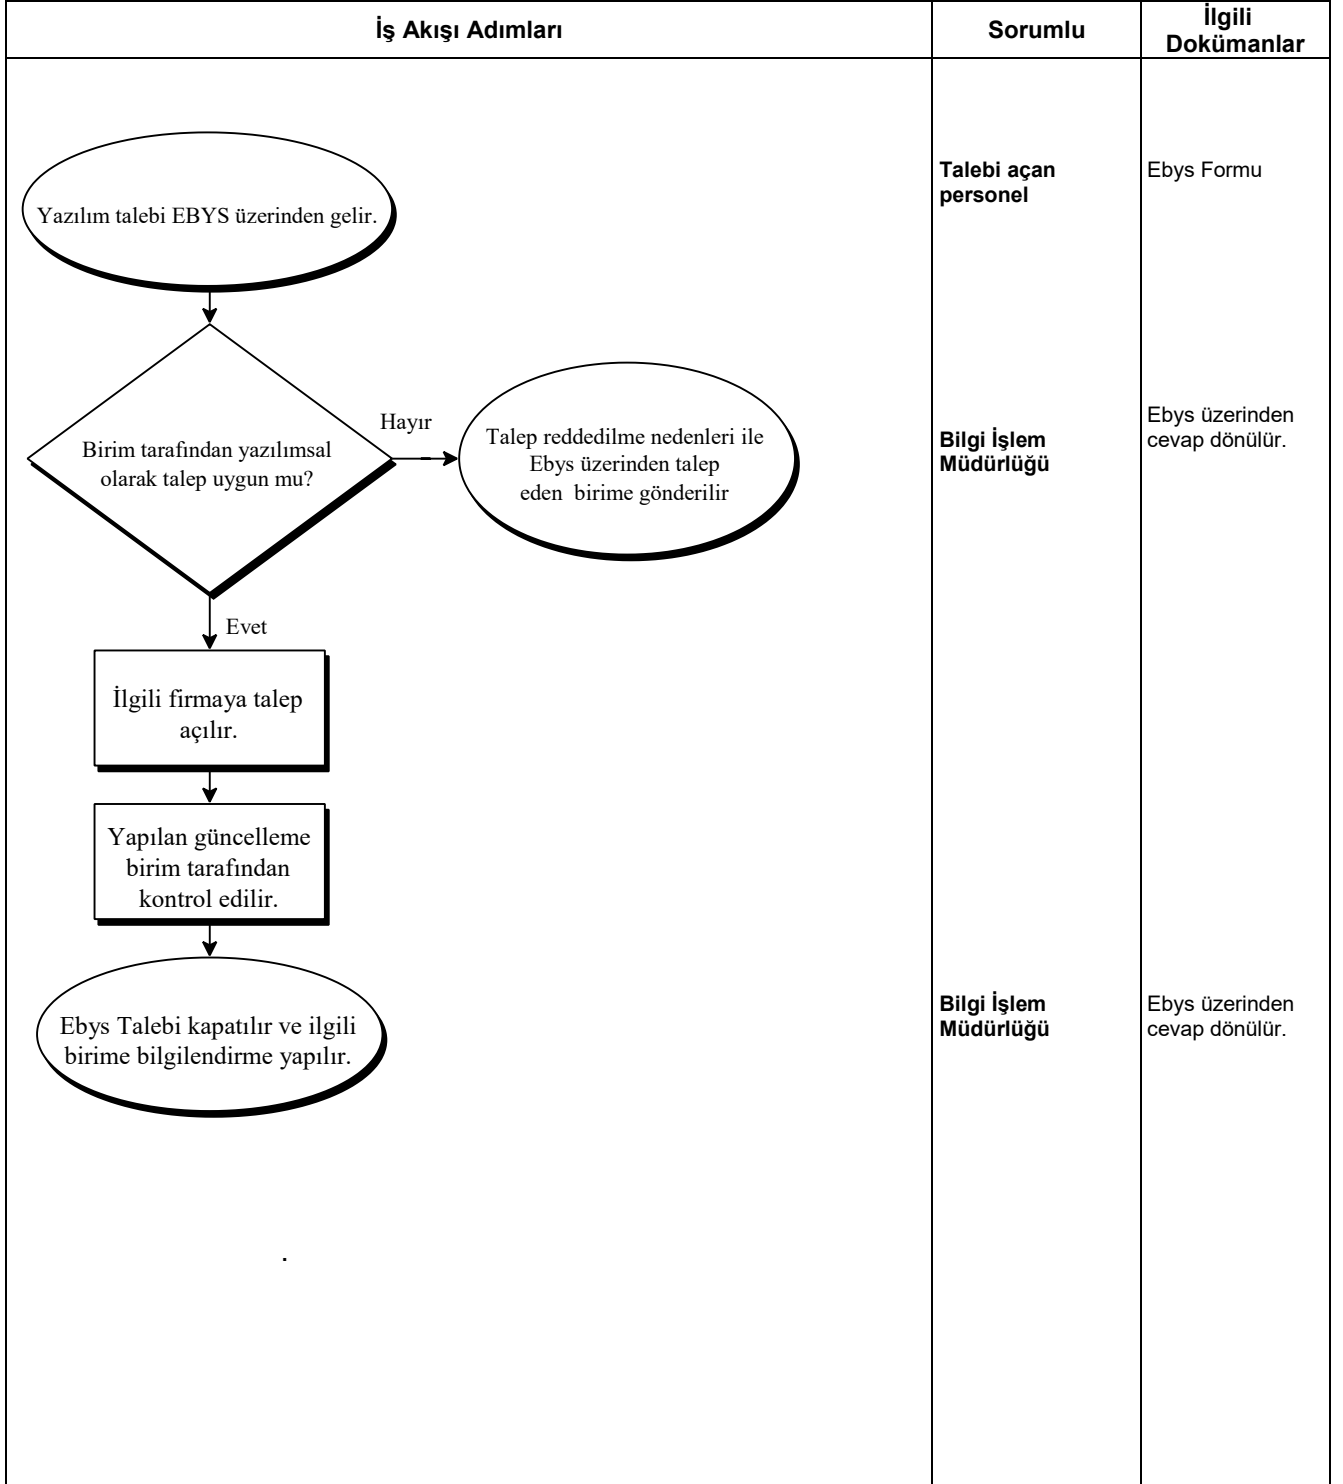 İş Akışı Adımları
Sorumlu
İlgili
Dokümanlar
Yazılım talebi EBYS üzerinden gelir.
Talebi açan
personel
Ebys Formu
Birim tarafından yazılımsal
olarak talep uygun mu?
Hayır
Talep reddedilme nedenleri ile
Ebys üzerinden talep
eden birime gönderilir
Bilgi İşlem
Müdürlüğü
Ebys üzerinden
cevap dönülür.
Evet
İlgili firmaya talep
açılır.
Yapılan güncelleme
birim tarafından
kontrol edilir.
Ebys Talebi kapatılır ve ilgili
birime bilgilendirme yapılır.
Bilgi İşlem
Müdürlüğü
Ebys üzerinden
cevap dönülür.
.